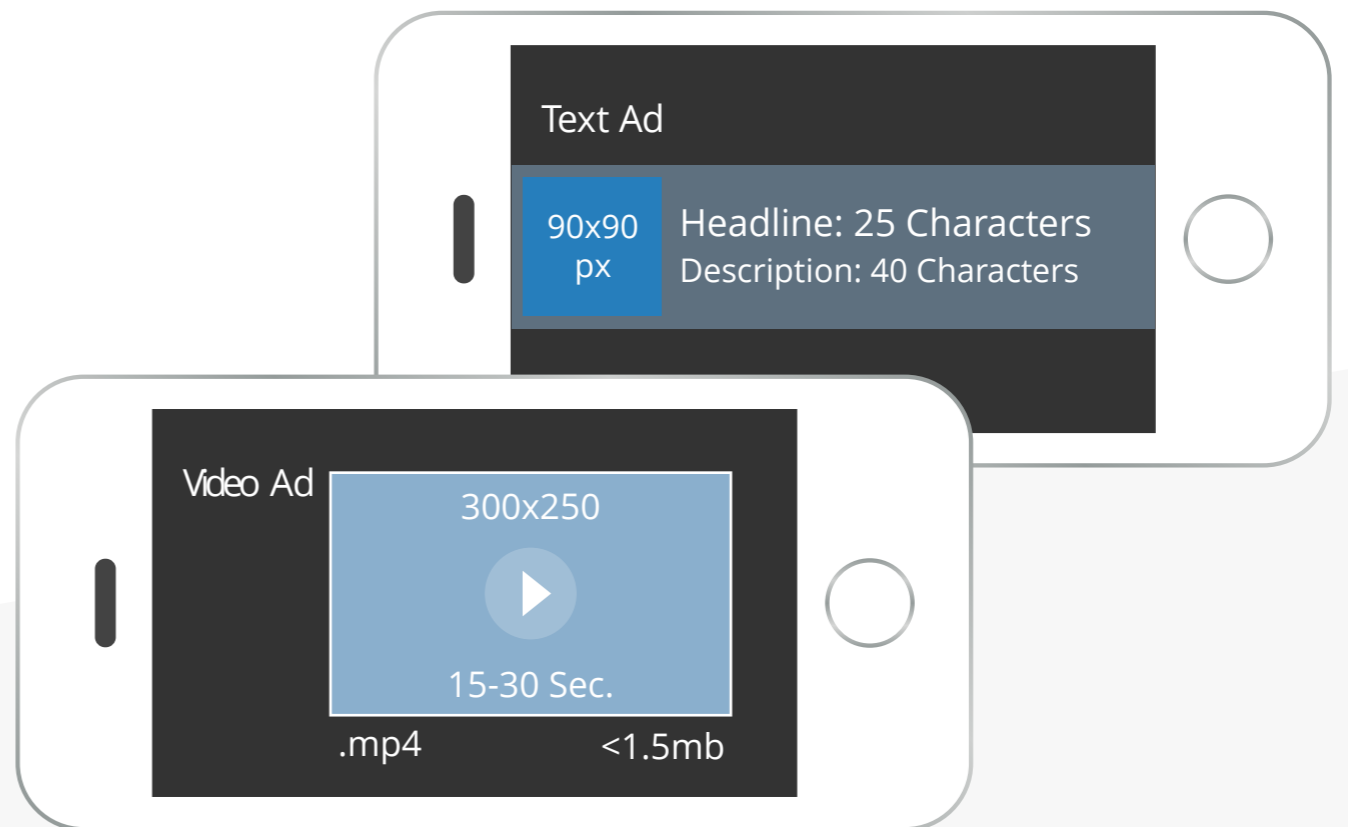 Text Ad
90x90
px
Headline: 25 Characters
Description: 40 Characters
Video Ad
300x250
15-30 Sec.
.mp4
<1.5mb